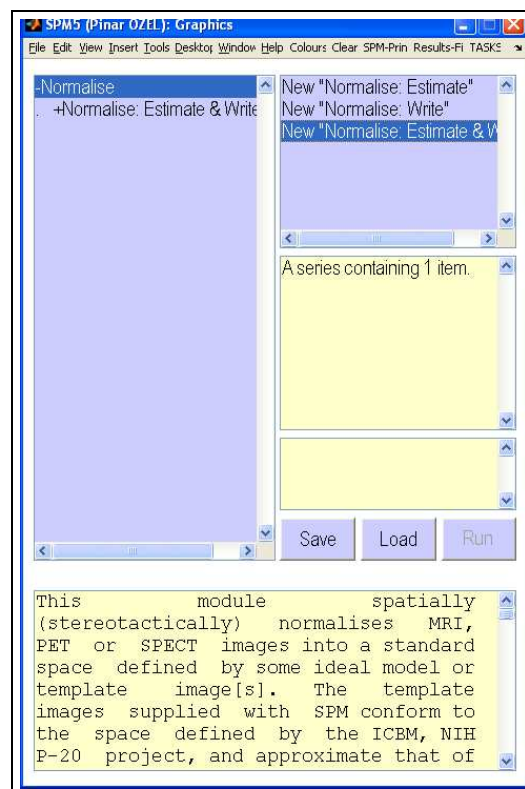 SPM5 (Pinar OZEL): Graphics
File Edit View Insert Tools Desktop Window Help Colours Clear SPM-Prin Results-Fi TASKS
-Normalise
. +Normalise: Estimate & Write
New "Normalise: Estimate"
New "Normalise: Write"
New "Normalise: Estimate & W
A series containing 1 item.
Save Load Run
This module spatially
(stereotactically) normalises MRI,
PET or SPECT images into a standard
space defined by some ideal model or
template image[s]. The template
images supplied with SPM conform to
the space defined by the ICBM, NIH
P-20 project, and approximate that of